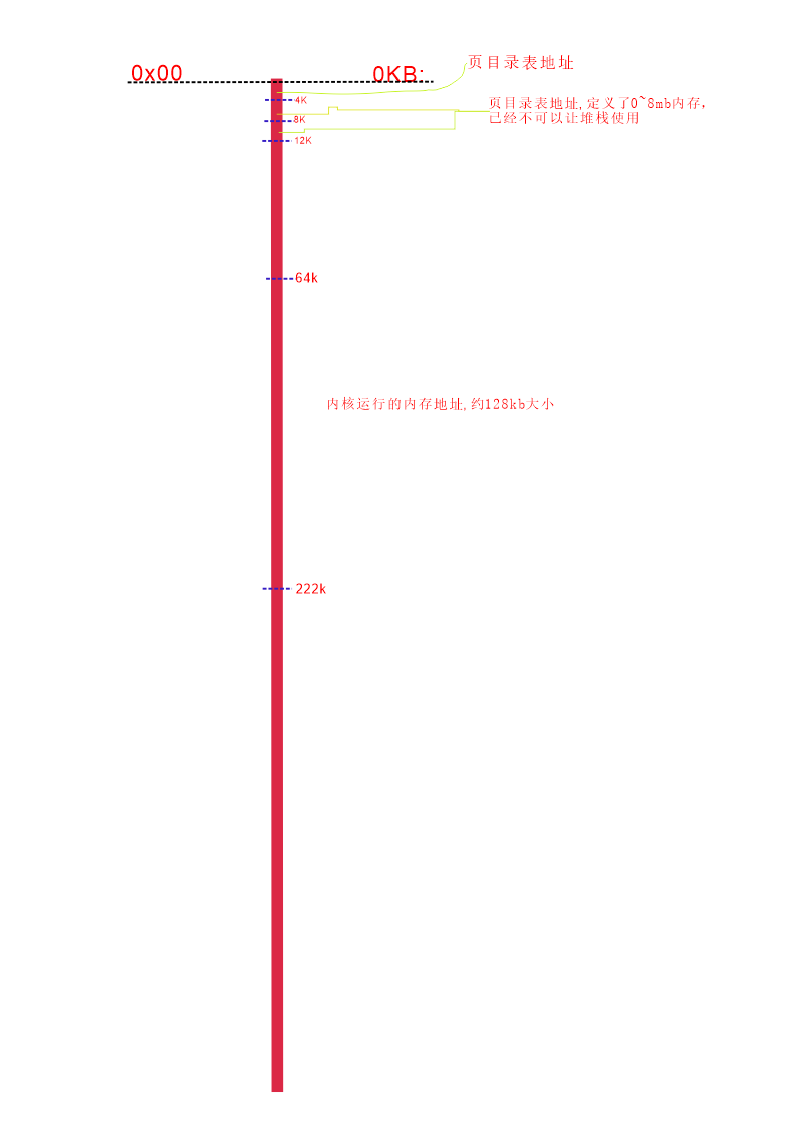 0x00
0KB:
页目录表地址
4K
页目录表地址,定义了0~8mb内存,
已经不可以让堆栈使用
8K
12K
64k
内核运行的内存地址,约128kb大小
222k